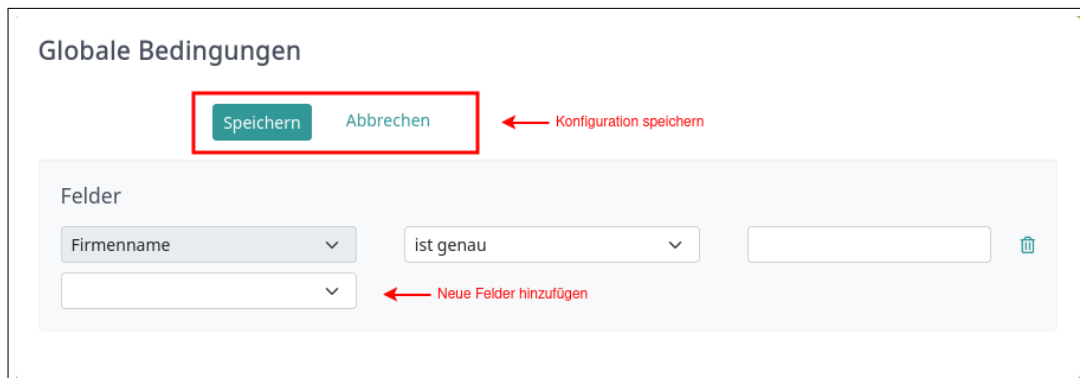 Globale Bedingungen
Speichern Abbrechen Konfiguration speichern
Felder
Firmenname ist genau
Neue Felder hinzufügen